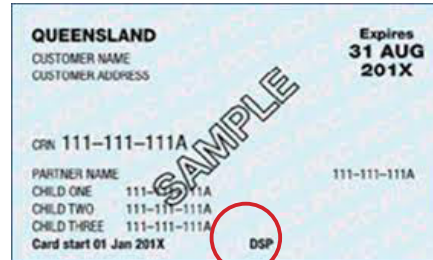 QUEENSLAND
Expires
31 AUG
201X
CUSTOMER NAME
CUSTOMER ADDRESS
SAMPLE
CRN 111-111-111A
PARTNER NAME 111-111-111A
CHILD ONE 111-111-111A
CHILD TWO 111-111-111A
CHILD THREE 111-111-111A
Card start 01 Jan 201X DSP